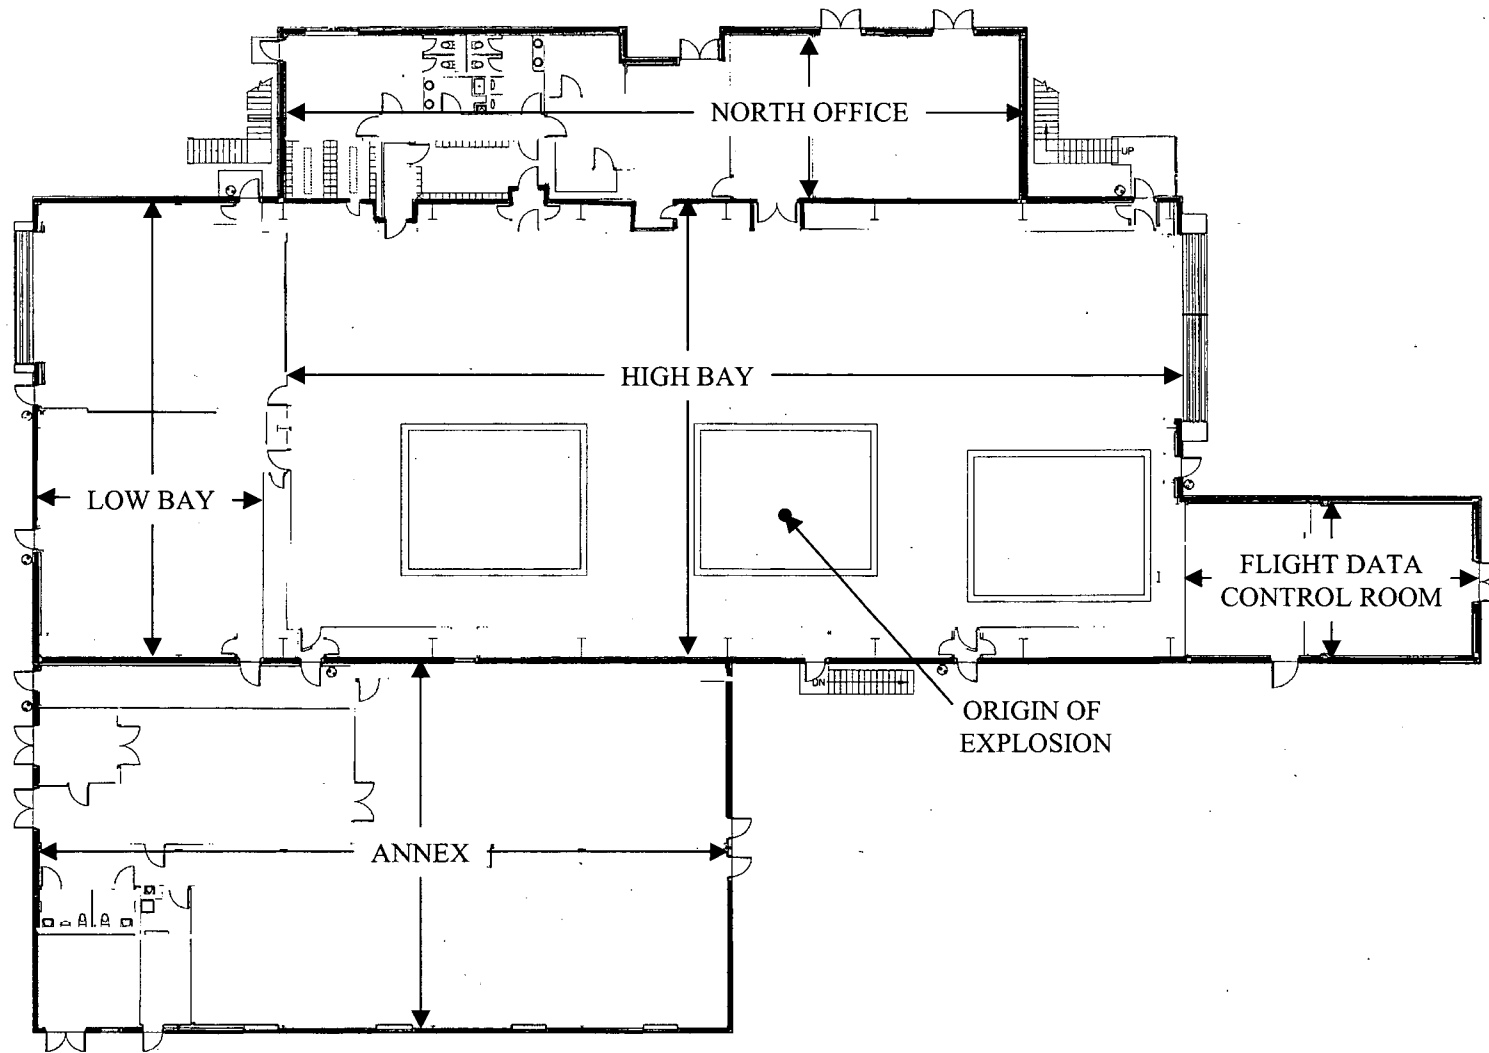 NORTH OFFICE
UP
HIGH BAY
LOW BAY
FLIGHT DATA
CONTROL ROOM
DN
ORIGIN OF
EXPLOSION
ANNEX